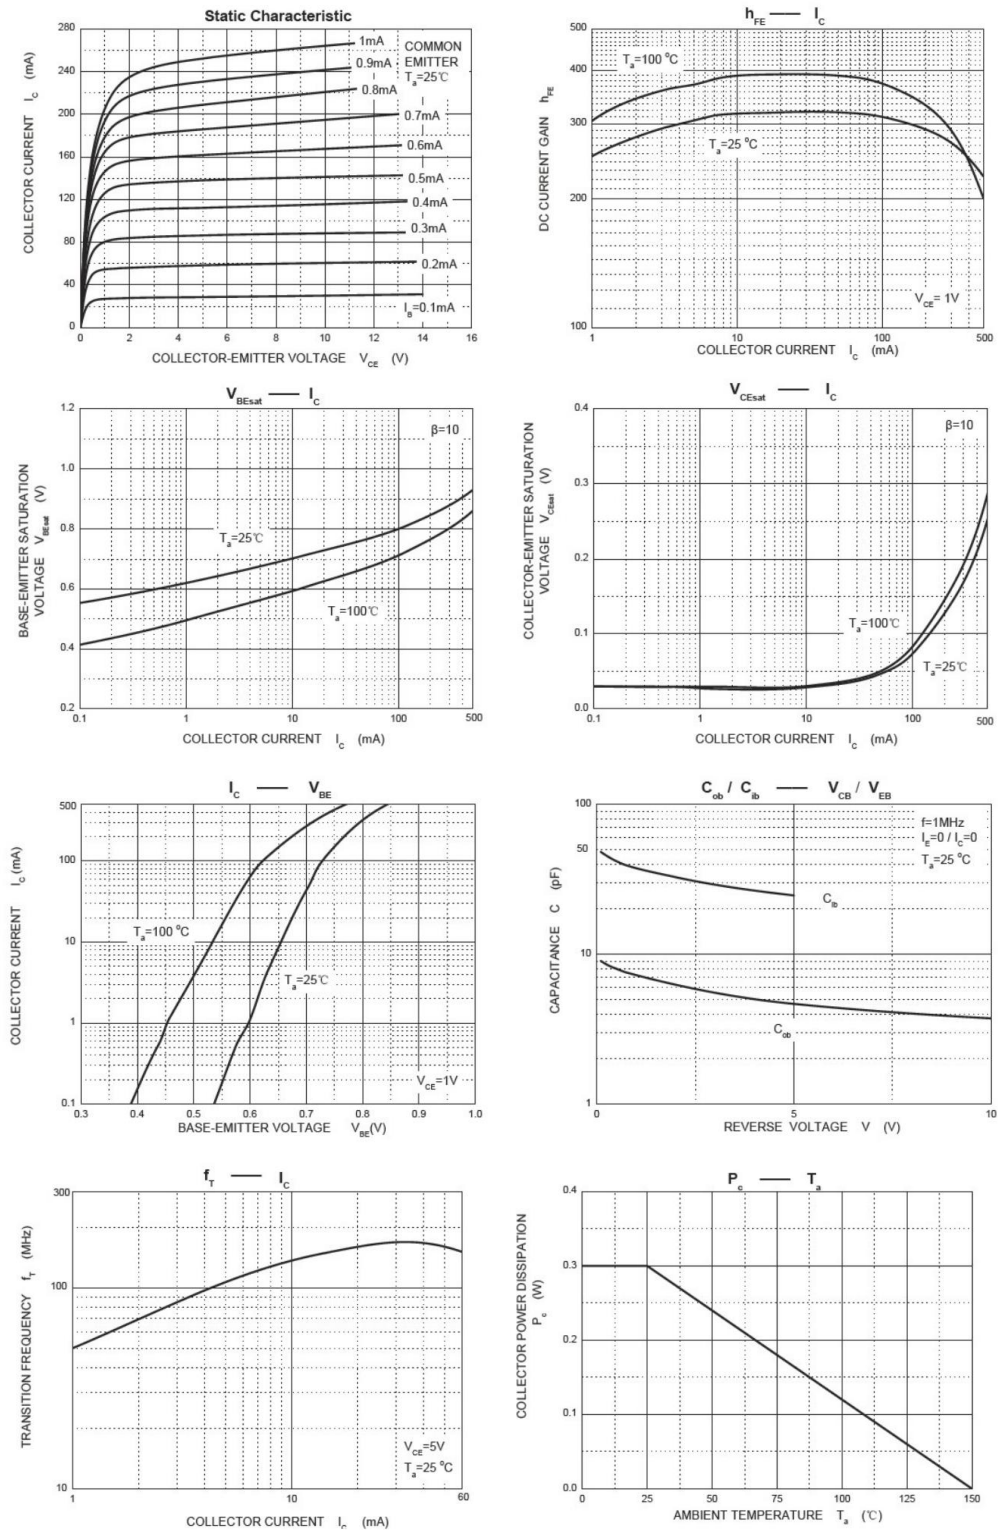 Static Characteristic
COLLECTOR CURRENT I_C (mA)
280
240
200
160
120
80
40
0
1mA
0.9mA
0.8mA
0.7mA
0.6mA
0.5mA
0.4mA
0.3mA
0.2mA
I_B=0.1mA
COMMON
EMITTER
T_a=25℃
0 2 4 6 8 10 12 14 16
COLLECTOR-EMITTER VOLTAGE V_CE (V)
h_FE —— I_C
DC CURRENT GAIN h_FE
500
400
300
200
100
T_a=100 °C
T_a=25 °C
V_CE= 1V
1 10 100 500
COLLECTOR CURRENT I_C (mA)
V_BEsat —— I_C
BASE-EMITTER SATURATION
VOLTAGE V_BEsat (V)
1.2
1.0
0.8
0.6
0.4
0.2
β=10
T_a=25℃
T_a=100℃
0.1 1 10 100 500
COLLECTOR CURRENT I_C (mA)
V_CEsat —— I_C
COLLECTOR-EMITTER SATURATION
VOLTAGE V_CEsat (V)
0.4
0.3
0.2
0.1
0.0
β=10
T_a=100℃
T_a=25℃
0.1 1 10 100 500
COLLECTOR CURRENT I_C (mA)
I_C —— V_BE
COLLECTOR CURRENT I_C (mA)
500
100
10
1
0.1
T_a=100 °C
T_a=25℃
V_CE=1V
0.3 0.4 0.5 0.6 0.7 0.8 0.9 1.0
BASE-EMITTER VOLTAGE V_BE(V)
C_ob / C_ib —— V_CB / V_EB
CAPACITANCE C (pF)
100
50
10
1
f=1MHz
I_E=0 / I_C=0
T_a=25 °C
C_ib
C_ob
0 5 10
REVERSE VOLTAGE V (V)
f_T —— I_C
TRANSITION FREQUENCY f_T (MHz)
300
100
10
V_CE=5V
T_a=25 °C
1 10 60
COLLECTOR CURRENT I_C (mA)
P_c —— T_a
COLLECTOR POWER DISSIPATION
P_c (W)
0.4
0.3
0.2
0.1
0.0
0 25 50 75 100 125 150
AMBIENT TEMPERATURE T_a (℃)